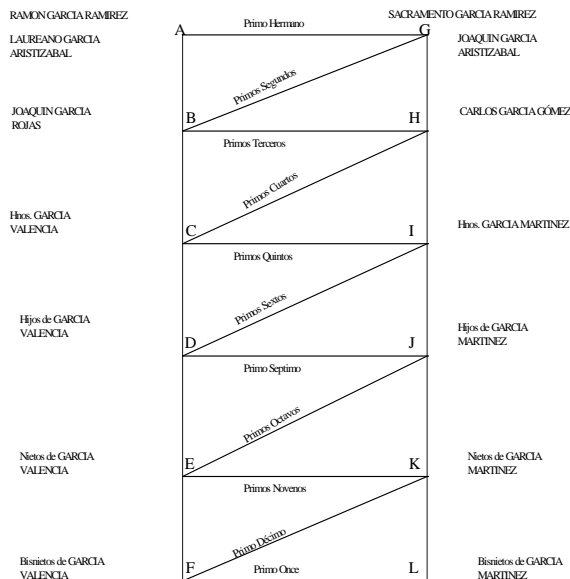 RAMON GARCIA RAMIREZ
SACRAMENTO GARCIA RAMIREZ
A
Primo Hermano
G
LAUREANO GARCIA
ARISTIZABAL
JOAQUIN GARCIA
ARISTIZABAL
Primos Segundos
JOAQUIN GARCIA
ROJAS
B
H
CARLOS GARCIA GÓMEZ
Primos Terceros
Primos Cuartos
Hnos. GARCIA
VALENCIA
C
I
Hnos. GARCIA MARTINEZ
Primos Quintos
Primos Sextos
Hijos de GARCIA
VALENCIA
D
J
Hijos de GARCIA
MARTINEZ
Primo Septimo
Primos Octavos
Nietos de GARCIA
VALENCIA
E
K
Nietos de GARCIA
MARTINEZ
Primos Novenos
Primo Décimo
Bisnietos de GARCIA
VALENCIA
F
Primo Once
L
Bisnietos de GARCIA
MARTINEZ